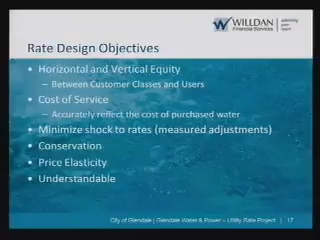 WILLDAN
Financial Services
Rate Design Objectives
• Horizontal and Vertical Equity
– Between Customer Classes and Users
• Cost of Service
– Accurately reflect the cost of purchased water
• Minimize shock to rates (measured adjustments)
• Conservation
• Price Elasticity
• Understandable
City of Glendale | Glendale Water & Power – Utility Rate Project | 17